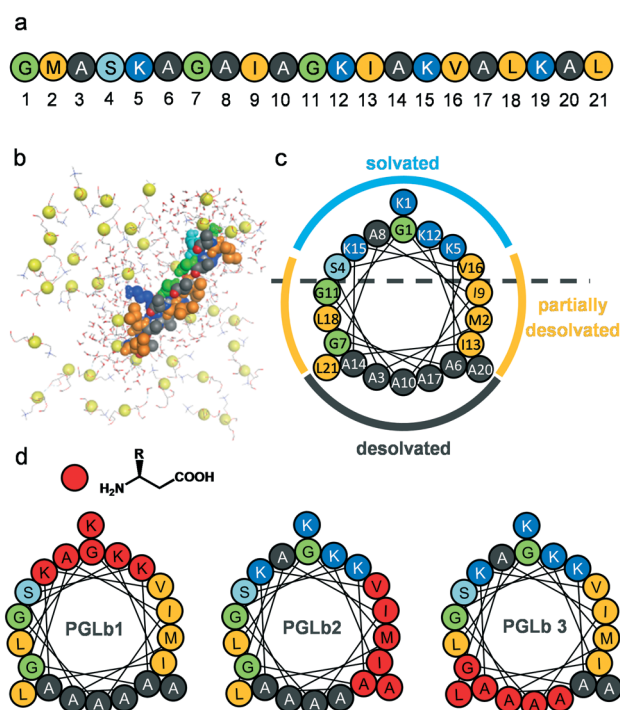 a
G M A S K A G A I A G K I A K V A L K A L
1 2 3 4 5 6 7 8 9 10 11 12 13 14 15 16 17 18 19 20 21
b
c
solvated
K1
A8 G1 K12
K15 K5
S4 V16
G11 I9
partially
desolvated
L18 M2
G7 I13
L21 A14 A3 A10 A17 A6 A20
desolvated
d
R
H₂N COOH
K
K A G K K
S V
G I
PGLb1
L M
G I
L A A A A A A
K
K A G K K
S V
G I
PGLb2
L M
G I
L A A A A A A
K
K A G K K
S V
G I
PGLb 3
L M
G I
L A A A A A A